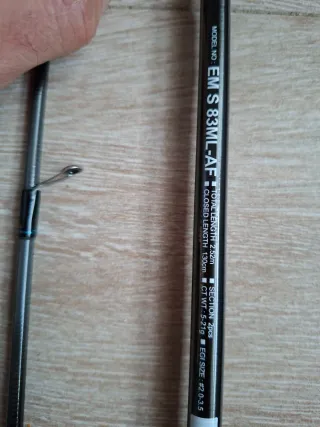 MODEL NO : EM S 83ML-AF
■ TOTAL LENGTH 2.52m ■ SECTION 2pcs
■ CLOSED LENGTH 130cm ■ CT WT : 5-21g ■ EGI SIZE : #2.0-3.5